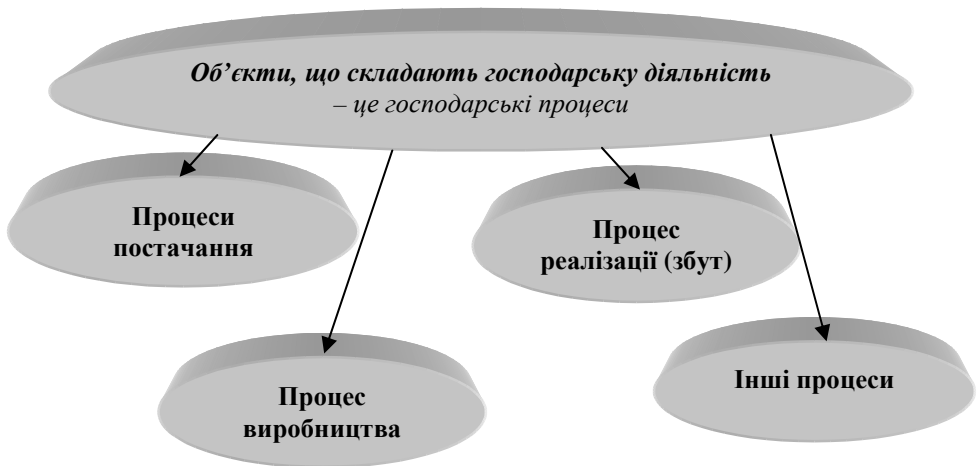 Об’єкти, що складають господарську діяльність
– це господарські процеси
Процеси
постачання
Процес
реалізації (збут)
Процес
виробництва
Інші процеси